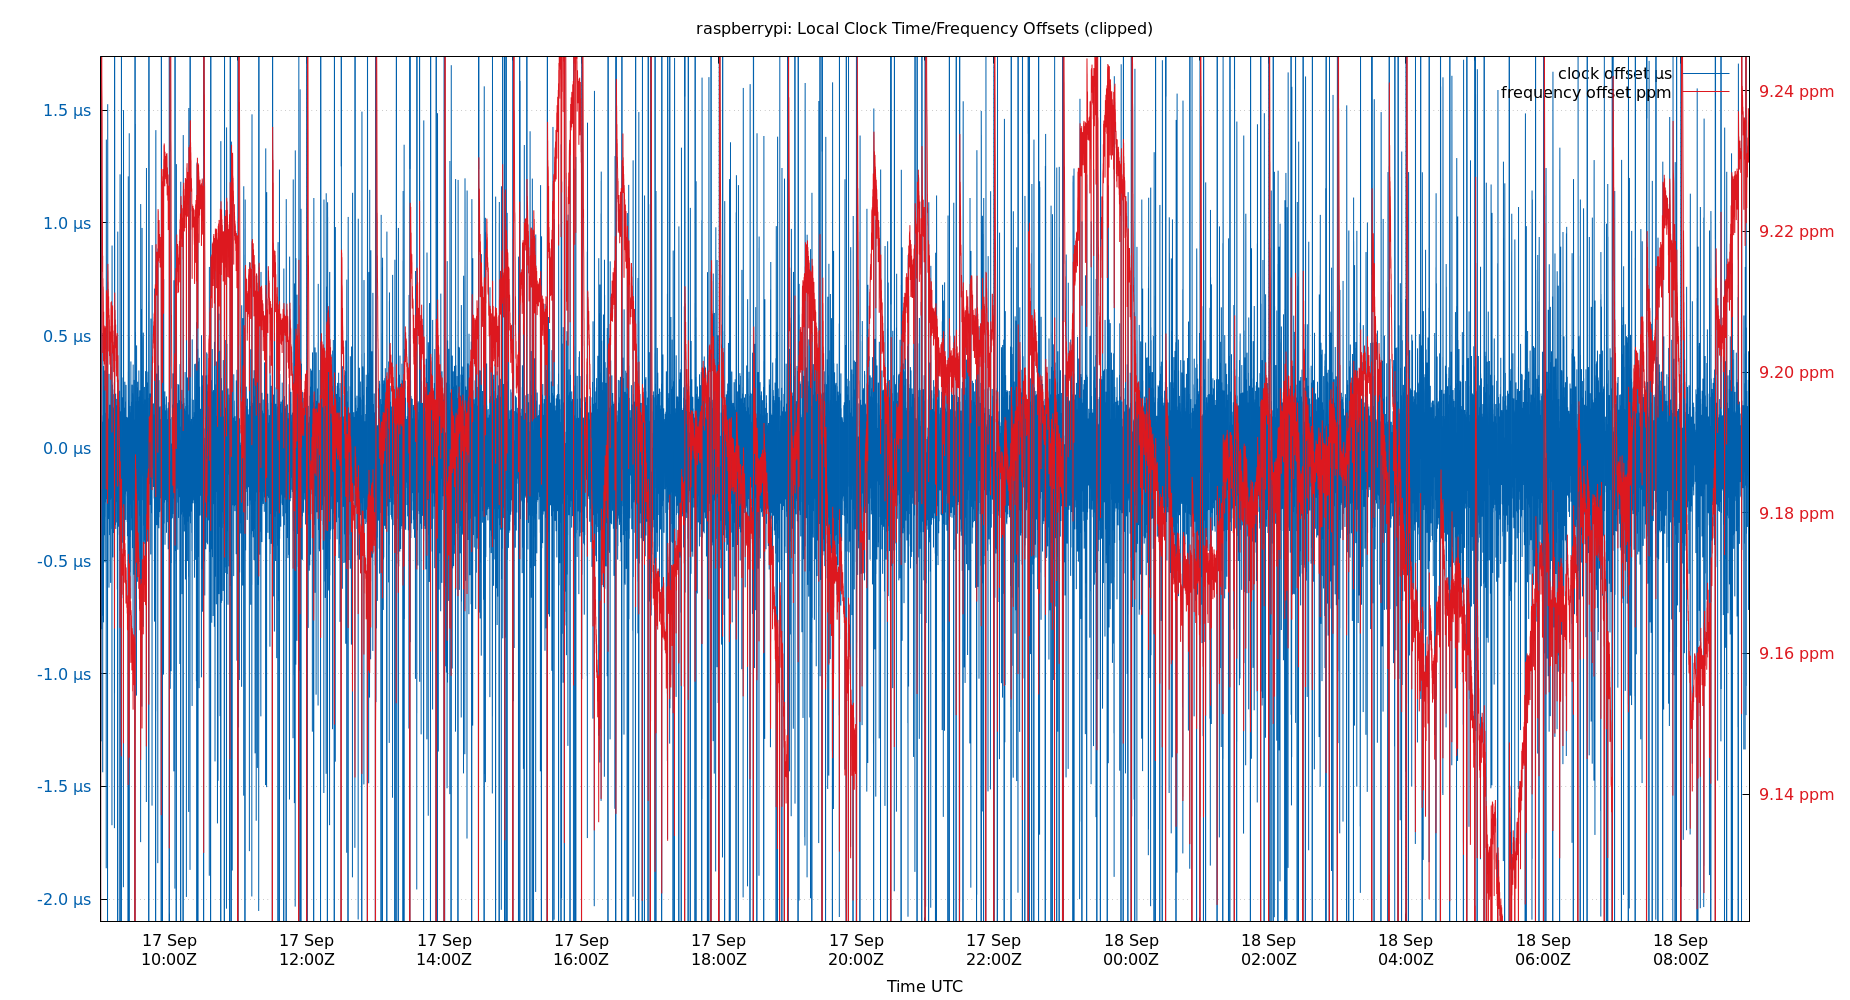 raspberrypi: Local Clock Time/Frequency Offsets (clipped)
clock offset µs
frequency offset ppm
1.5 µs
1.0 µs
0.5 µs
0.0 µs
-0.5 µs
-1.0 µs
-1.5 µs
-2.0 µs
9.24 ppm
9.22 ppm
9.20 ppm
9.18 ppm
9.16 ppm
9.14 ppm
17 Sep 17 Sep 17 Sep 17 Sep 17 Sep 17 Sep 17 Sep 18 Sep 18 Sep 18 Sep 18 Sep 18 Sep
10:00Z 12:00Z 14:00Z 16:00Z 18:00Z 20:00Z 22:00Z 00:00Z 02:00Z 04:00Z 06:00Z 08:00Z
Time UTC